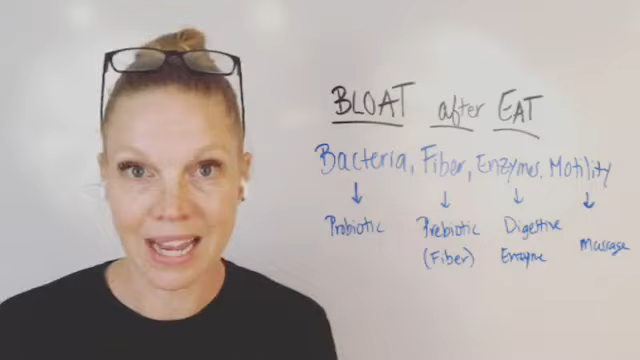 BLOAT after EAT
Bacteria, Fiber, Enzymes, Motility
↓ ↓ ↓ ↓
Probiotic Prebiotic Digestive Massage
(Fiber) Enzyme